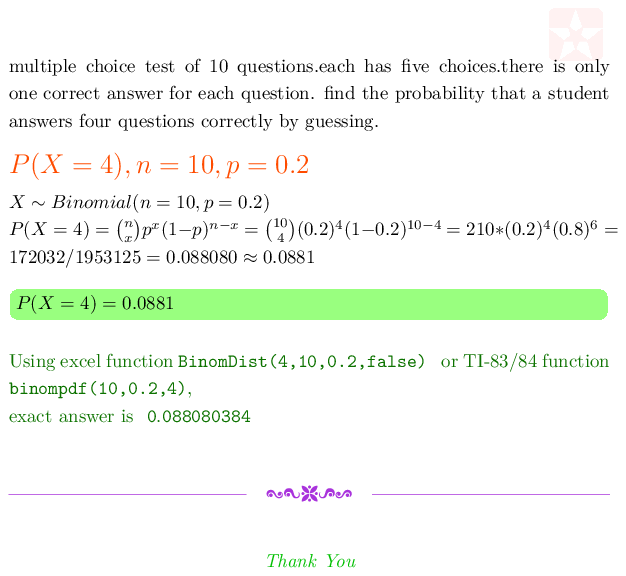 multiple choice test of 10 questions.each has five choices.there is only
one correct answer for each question. find the probability that a student
answers four questions correctly by guessing.
P(X = 4), n = 10, p = 0.2
X ∼ Binomial(n = 10, p = 0.2)
P(X = 4) = \binom{n}{x}p^x(1−p)^{n−x} = \binom{10}{4}(0.2)^4(1−0.2)^{10−4} = 210∗(0.2)^4(0.8)^6 =
172032/1953125 = 0.088080 ≈ 0.0881
P(X = 4) = 0.0881
Using excel function BinomDist(4,10,0.2,false) or TI-83/84 function
binompdf(10,0.2,4),
exact answer is 0.088080384
Thank You